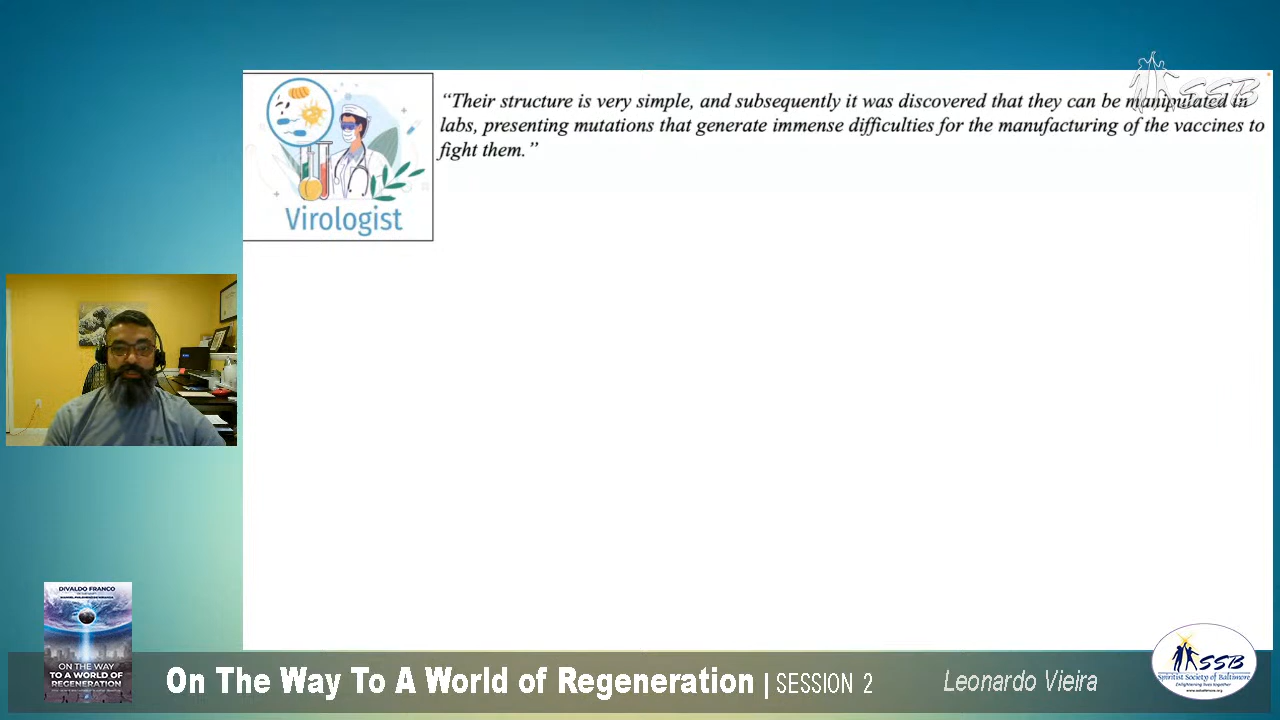 SSB
“Their structure is very simple, and subsequently it was discovered that they can be manipulated in
labs, presenting mutations that generate immense difficulties for the manufacturing of the vaccines to
fight them.”
Virologist
DIVALDO FRANCO
ON THE WAY
TO A WORLD OF
REGENERATION
On The Way To A World of Regeneration | SESSION 2
Leonardo Vieira
SSB
Spiritist Society of Baltimore
Enlightening lives together